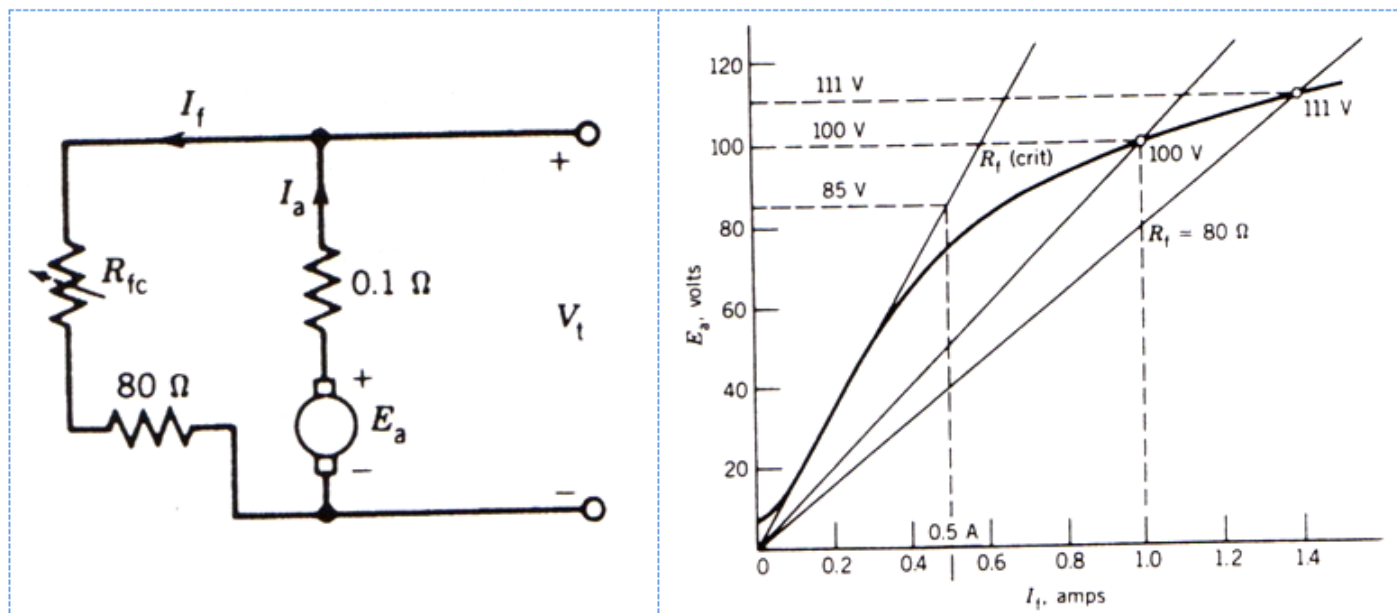 I_f
+
I_a
R_fc
0.1 Ω
V_t
80 Ω
+
E_a
−
−
120
111 V
111 V
100 V
100
R_f (crit)
100 V
85 V
80
R_f = 80 Ω
E_a, volts
60
40
20
0.5 A
0
0.2
0.4
0.6
0.8
1.0
1.2
1.4
I_f, amps